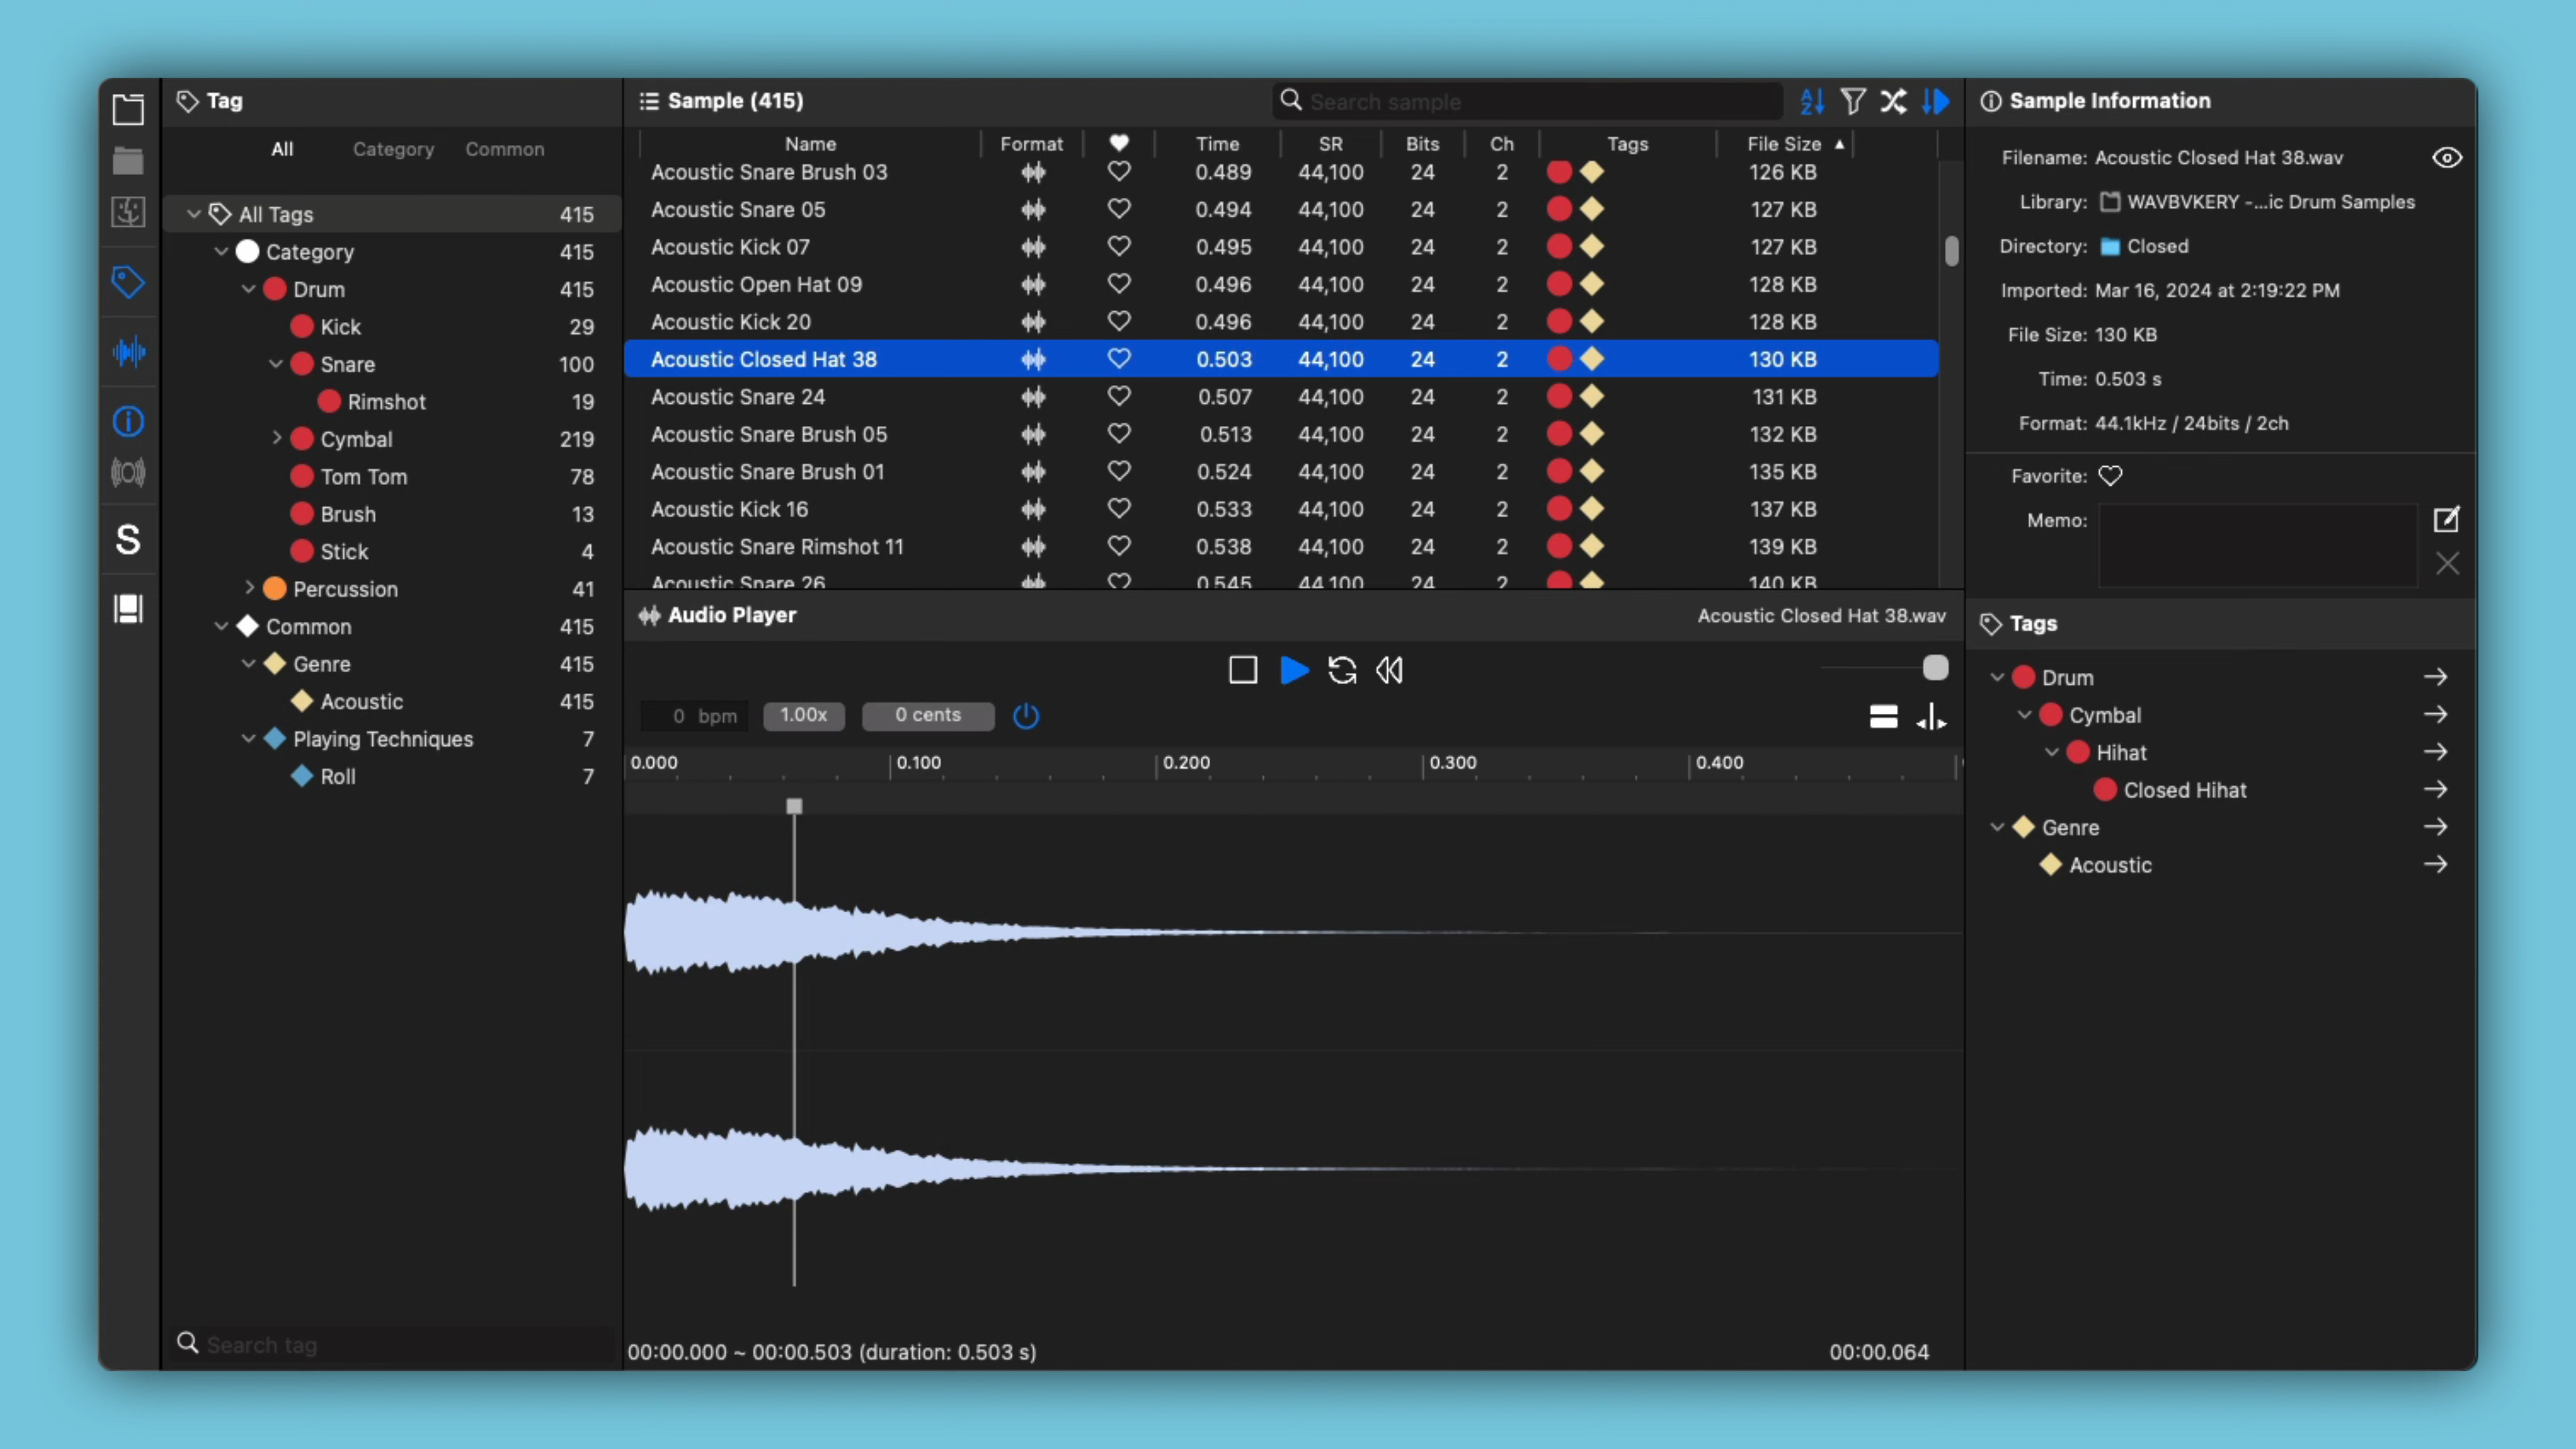 Tag
All Category Common
All Tags 415
Category 415
Drum 415
Kick 29
Snare 100
Rimshot 19
Cymbal 219
Tom Tom 78
Brush 13
Stick 4
Percussion 41
Common 415
Genre 415
Acoustic 415
Playing Techniques 7
Roll 7
Search tag
S
Sample (415)
Search sample
Name Format Time SR Bits Ch Tags File Size
Acoustic Snare Brush 03 0.489 44,100 24 2 126 KB
Acoustic Snare 05 0.494 44,100 24 2 127 KB
Acoustic Kick 07 0.495 44,100 24 2 127 KB
Acoustic Open Hat 09 0.496 44,100 24 2 128 KB
Acoustic Kick 20 0.496 44,100 24 2 128 KB
Acoustic Closed Hat 38 0.503 44,100 24 2 130 KB
Acoustic Snare 24 0.507 44,100 24 2 131 KB
Acoustic Snare Brush 05 0.513 44,100 24 2 132 KB
Acoustic Snare Brush 01 0.524 44,100 24 2 135 KB
Acoustic Kick 16 0.533 44,100 24 2 137 KB
Acoustic Snare Rimshot 11 0.538 44,100 24 2 139 KB
Acoustic Snare 26 0.545 44,100 24 2 140 KB
Audio Player Acoustic Closed Hat 38.wav
0 bpm 1.00x 0 cents
0.000 0.100 0.200 0.300 0.400
00:00.000 ~ 00:00.503 (duration: 0.503 s) 00:00.064
Sample Information
Filename: Acoustic Closed Hat 38.wav
Library: WAVBVKERY -...ic Drum Samples
Directory: Closed
Imported: Mar 16, 2024 at 2:19:22 PM
File Size: 130 KB
Time: 0.503 s
Format: 44.1kHz / 24bits / 2ch
Favorite:
Memo:
Tags
Drum
Cymbal
Hihat
Closed Hihat
Genre
Acoustic